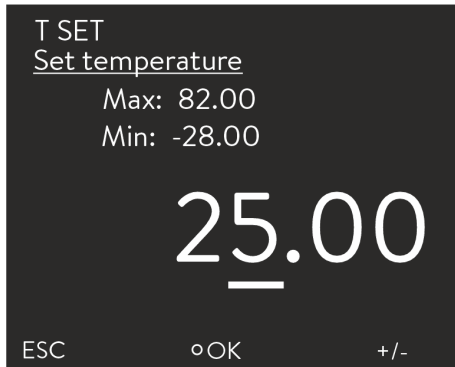 T SET
Set temperature
Max: 82.00
Min: -28.00
25.00
ESC OK +/-